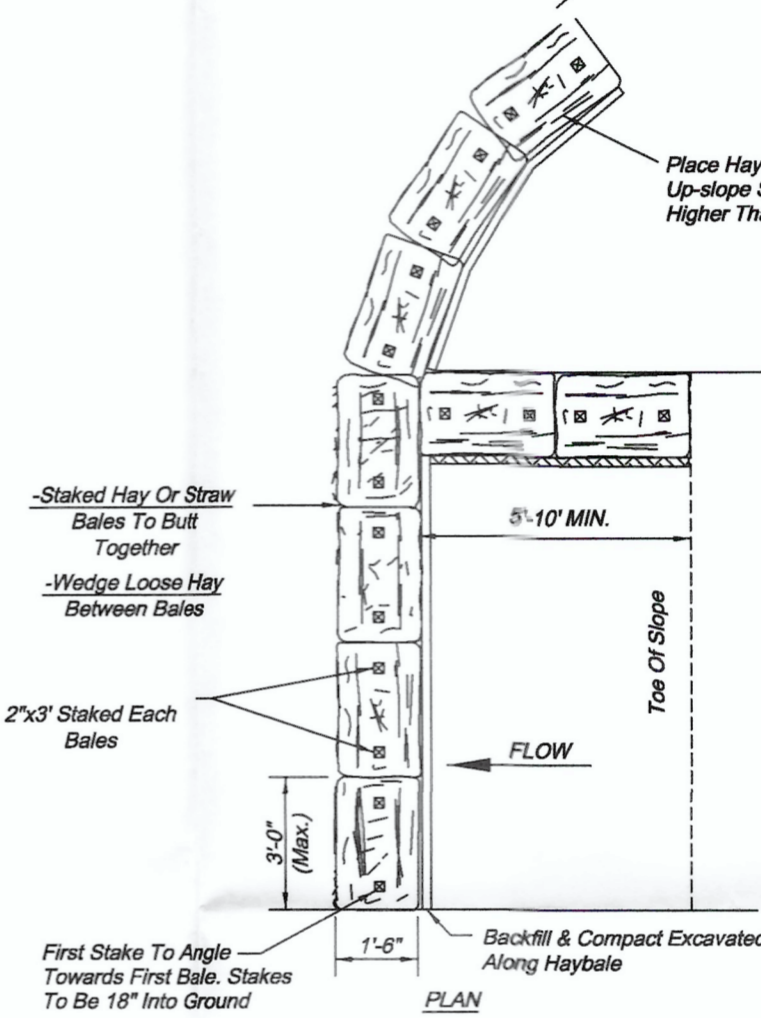 Place Hay
Up-slope
Higher
-Staked Hay Or Straw
Bales To Butt
Together
-Wedge Loose Hay
Between Bales
5'-10' MIN.
Toe Of Slope
2"x3' Staked Each
Bales
FLOW
3'-0"
(Max.)
First Stake To Angle
Towards First Bale. Stakes
To Be 18" Into Ground
1'-6"
Backfill & Compact Excavated
Along Haybale
PLAN